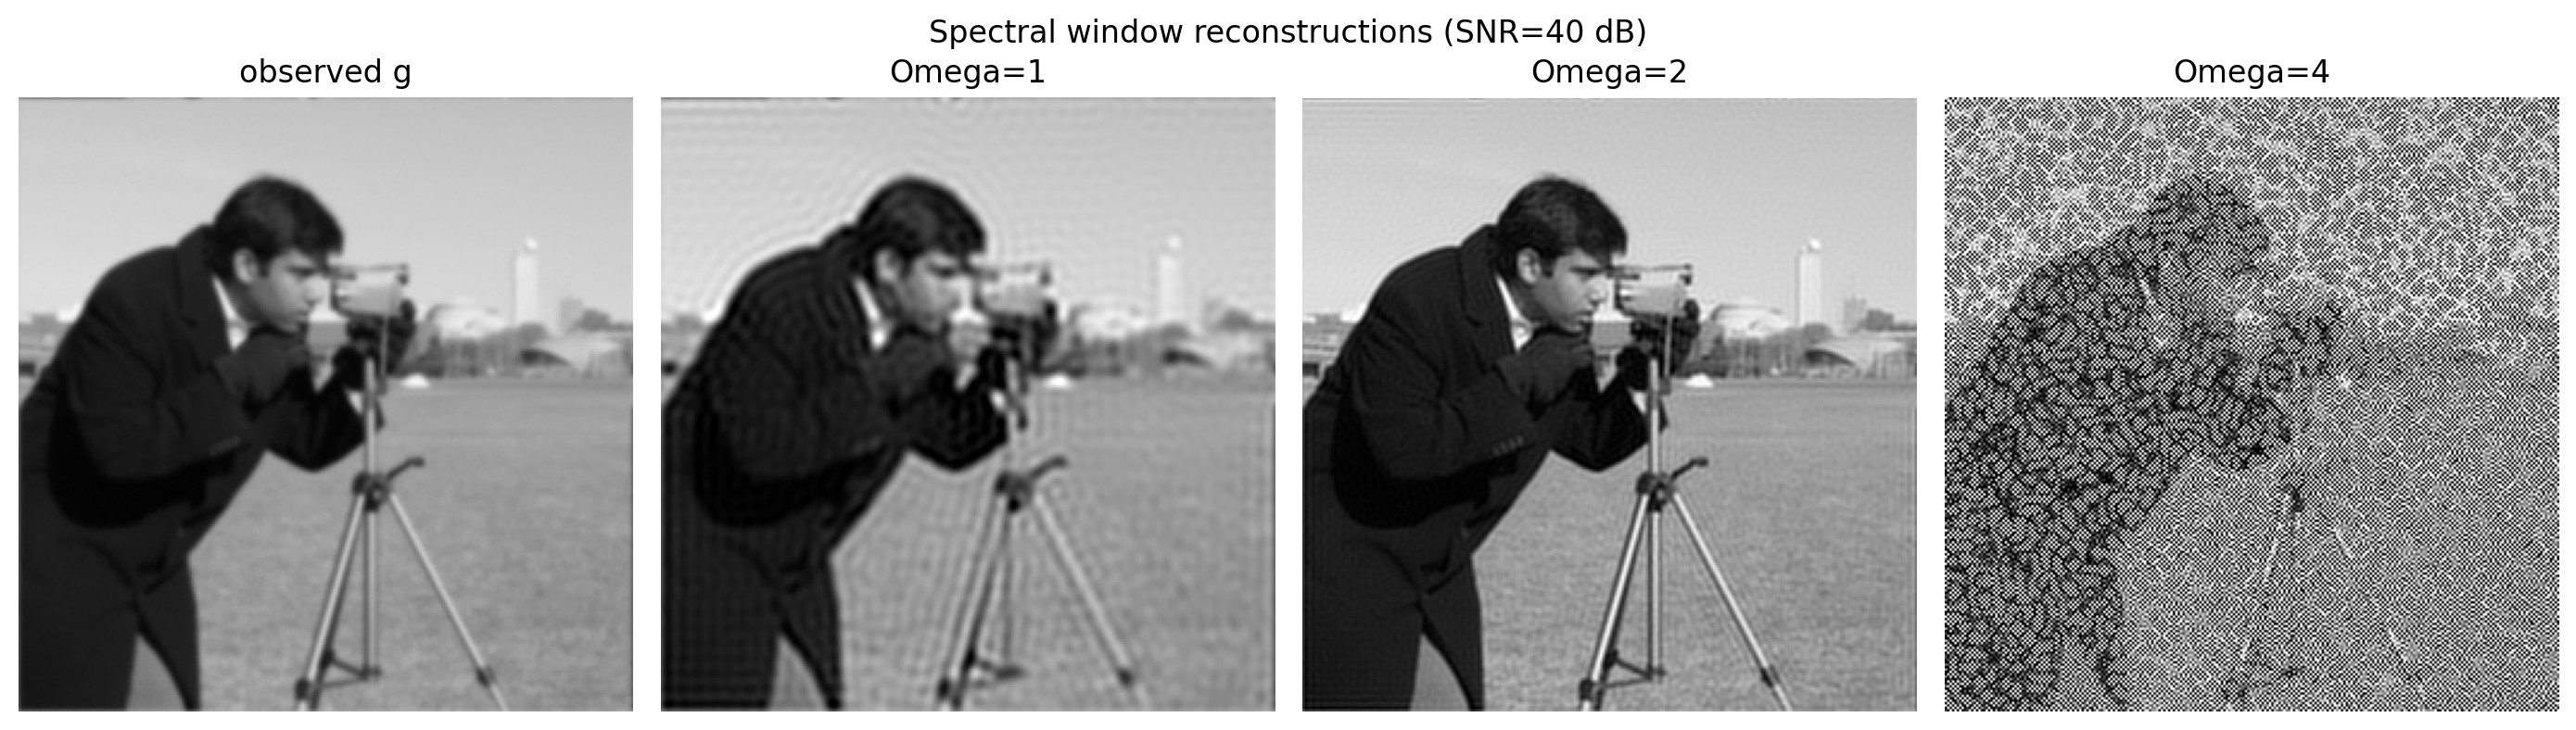 Spectral window reconstructions (SNR=40 dB)
observed g
Omega=1
Omega=2
Omega=4